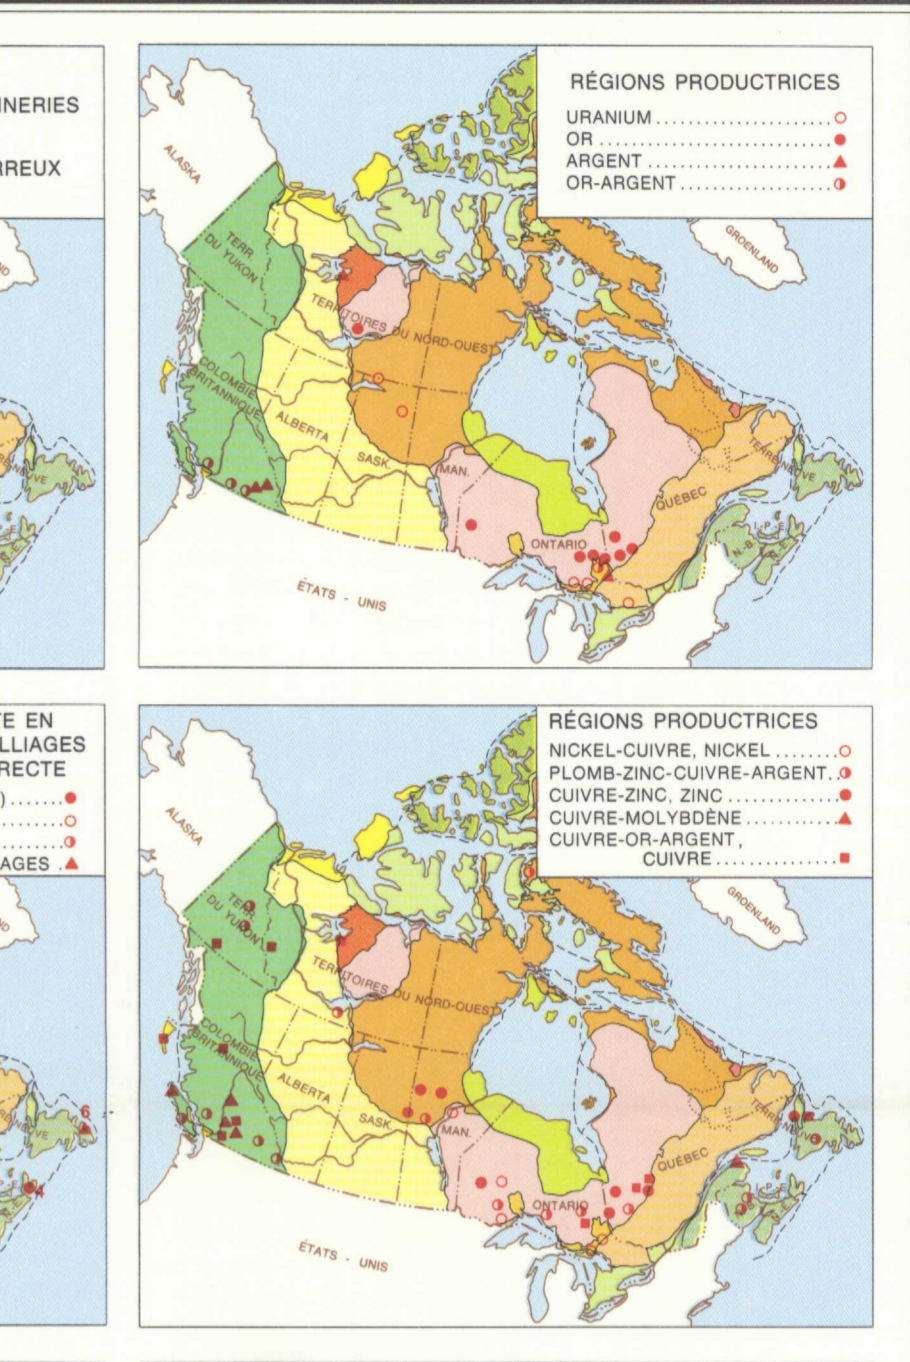 INERIES
RREUX
RÉGIONS PRODUCTRICES
URANIUM
OR
ARGENT
OR-ARGENT
ALASKA
GROENLAND
TERR.
DU YUKON
TERRITOIRES DU NORD-OUEST
COLOMBIE
BRITANNIQUE
ALBERTA
SASK.
MAN.
ONTARIO
QUÉBEC
TERRE-NEUVE
I-P-E
N-B
ÉTATS - UNIS
TE EN
LLIAGES
RECTE
)
AGES
6
4
RÉGIONS PRODUCTRICES
NICKEL-CUIVRE, NICKEL
PLOMB-ZINC-CUIVRE-ARGENT
CUIVRE-ZINC, ZINC
CUIVRE-MOLYBDÈNE
CUIVRE-OR-ARGENT,
CUIVRE
ALASKA
GROENLAND
TERR.
DU YUKON
TERRITOIRES DU NORD-OUEST
COLOMBIE
BRITANNIQUE
ALBERTA
SASK.
MAN.
ONTARIO
QUÉBEC
TERRE-NEUVE
I-P-E
ÉTATS - UNIS